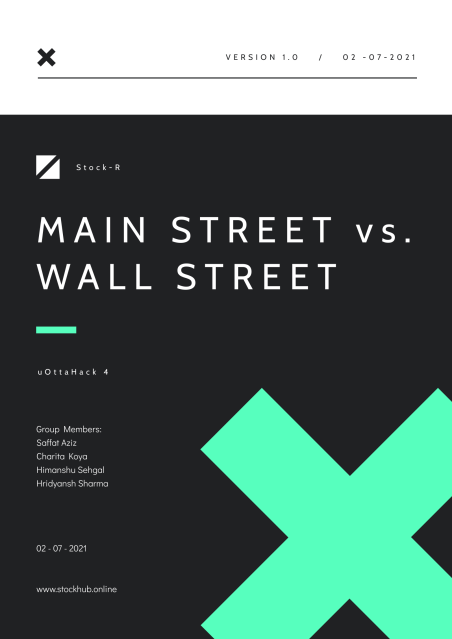 VERSION 1.0 / 02 -07-2021
Stock-R
MAIN STREET vs.
WALL STREET
uOttaHack 4
Group Members:
Saffat Aziz
Charita Koya
Himanshu Sehgal
Hridyansh Sharma
02 - 07 - 2021
www.stockhub.online